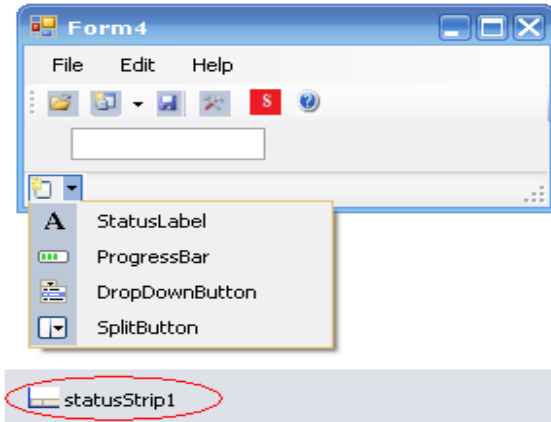 Form4
File Edit Help
S ?
A StatusLabel
ProgressBar
DropDownButton
SplitButton
statusStrip1